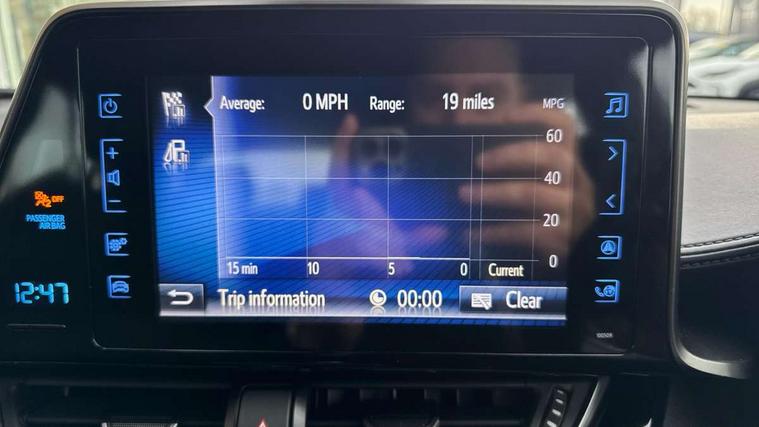 Average: 0 MPH Range: 19 miles MPG
60
40
20
0
15 min 10 5 0 Current
Trip information 00:00 Clear
OFF
PASSENGER
AIR BAG
12:47
10050R